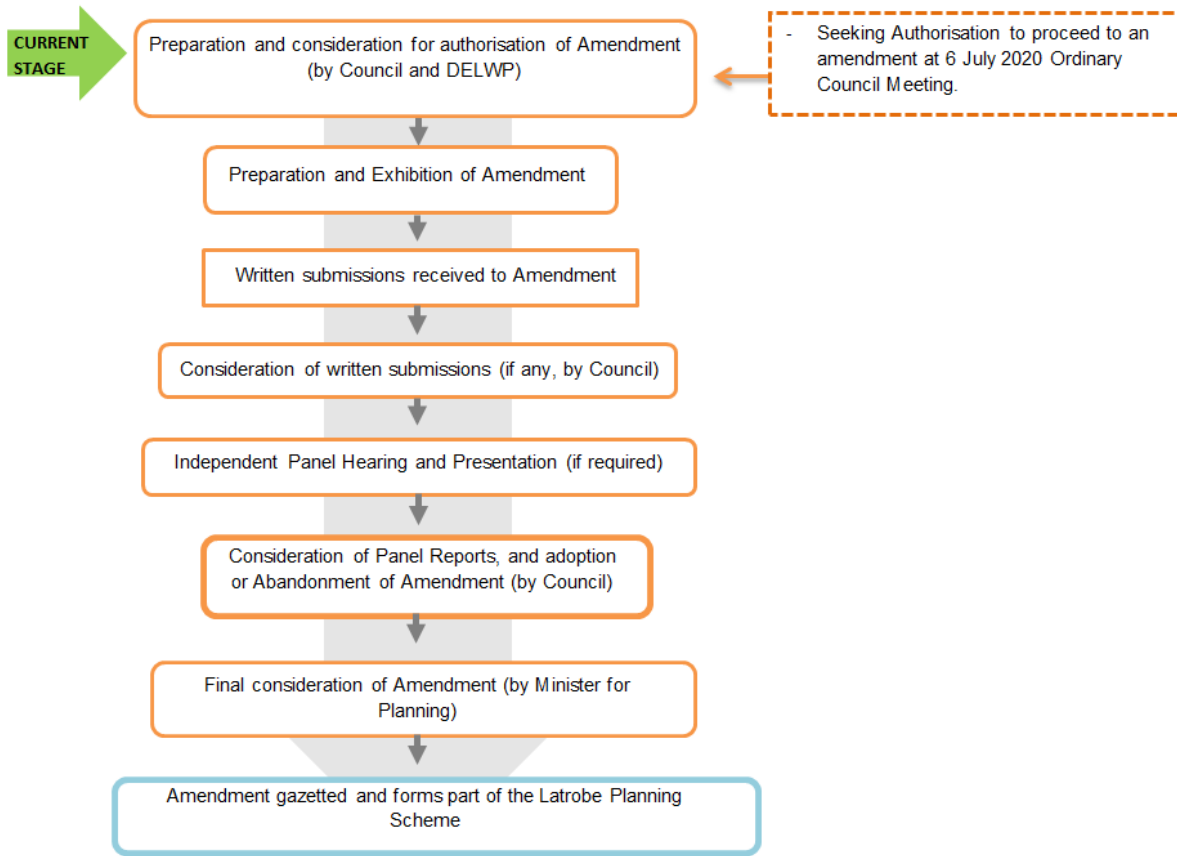 CURRENT
STAGE
Preparation and consideration for authorisation of Amendment
(by Council and DELWP)
- Seeking Authorisation to proceed to an
amendment at 6 July 2020 Ordinary
Council Meeting.
Preparation and Exhibition of Amendment
Written submissions received to Amendment
Consideration of written submissions (if any, by Council)
Independent Panel Hearing and Presentation (if required)
Consideration of Panel Reports, and adoption
or Abandonment of Amendment (by Council)
Final consideration of Amendment (by Minister for
Planning)
Amendment gazetted and forms part of the Latrobe Planning
Scheme